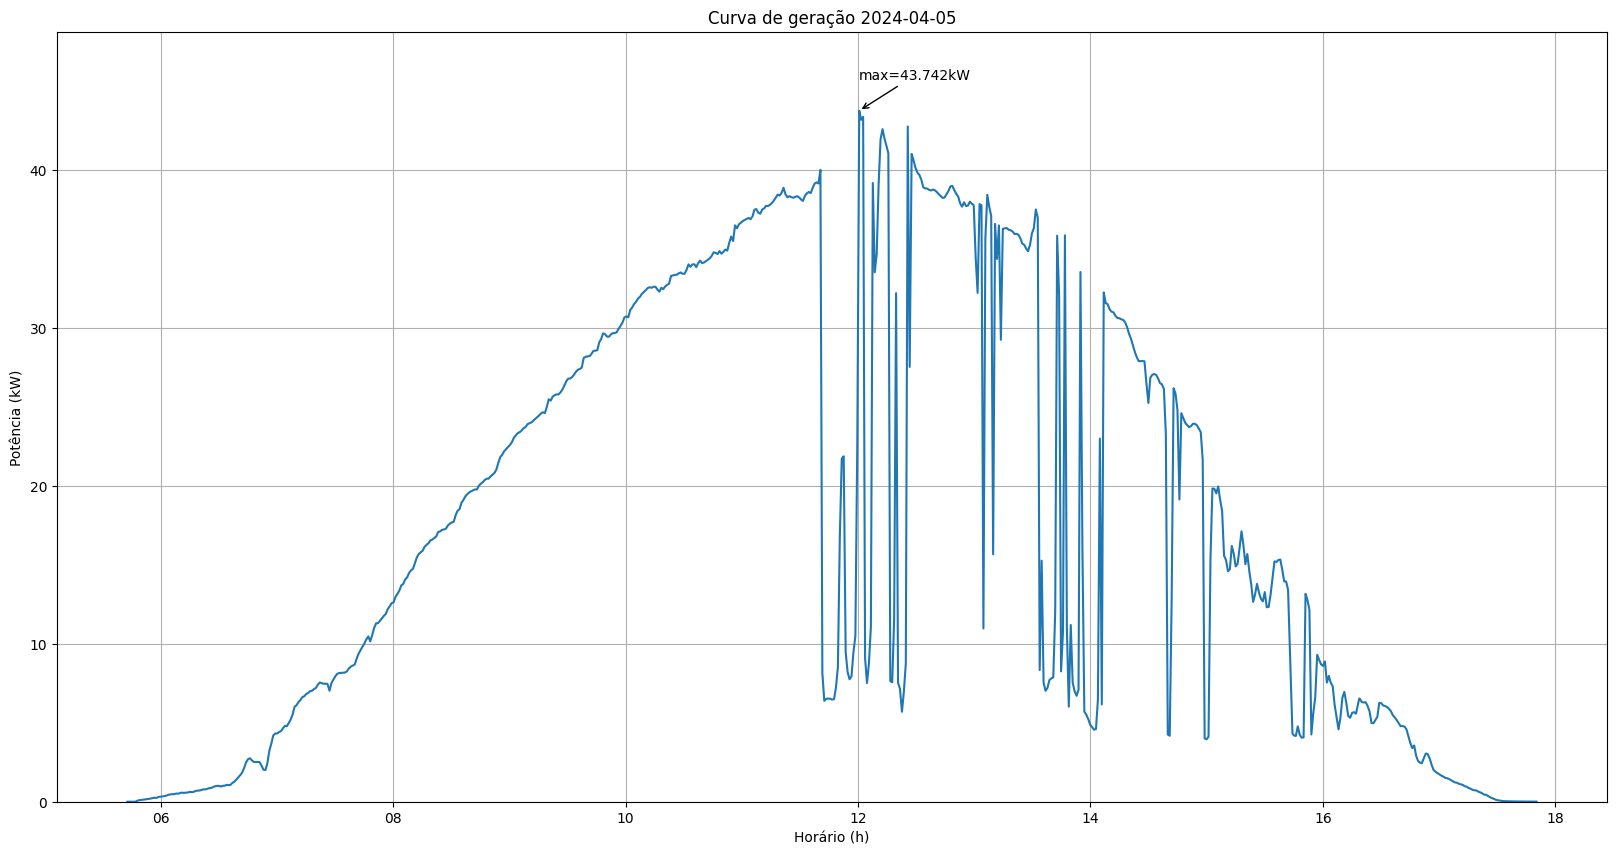 Curva de geração 2024-04-05
max=43.742kW
Potência (kW)
40
30
20
10
0
06 08 10 12 14 16 18
Horário (h)